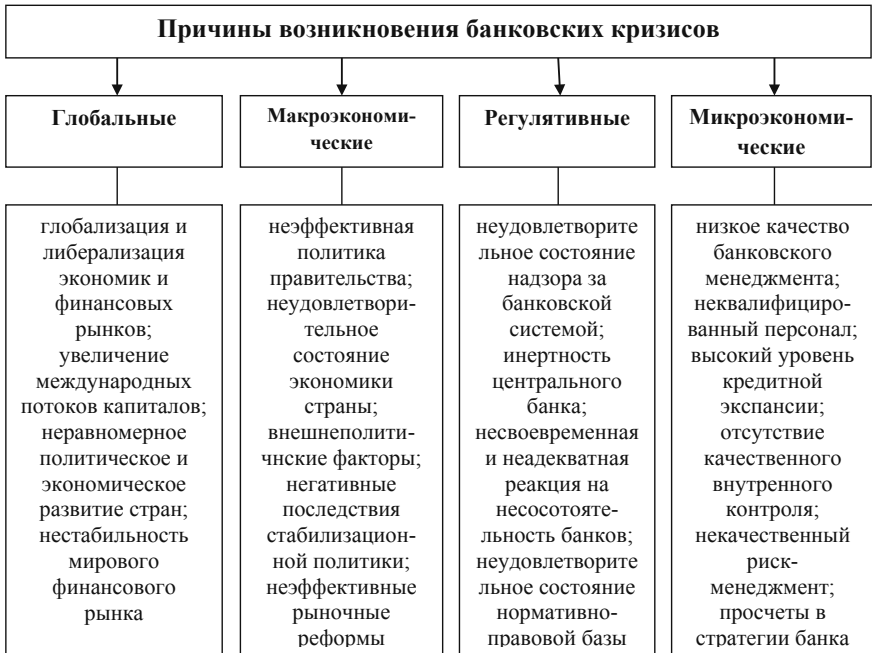 Причины возникновения банковских кризисов
Глобальные
Макроэкономи-
ческие
Регулятивные
Микроэкономи-
ческие
глобализация и
либерализация
экономик и
финансовых
рынков;
увеличение
международных
потоков капиталов;
неравномерное
политическое и
экономическое
развитие стран;
нестабильность
мирового
финансового
рынка
неэффективная
политика
правительства;
неудовлетвори-
тельное
состояние
экономики
страны;
внешнеполити-
чнские факторы;
негативные
последствия
стабилизацион-
ной политики;
неэффективные
рыночные
реформы
неудовлетворите
льное состояние
надзора за
банковской
системой;
инертность
центрального
банка;
несвоевременная
и неадекватная
реакция на
несосотояте-
льность банков;
неудовлетворите
льное состояние
нормативно-
правовой базы
низкое качество
банковского
менеджмента;
неквалифициро-
ванный персонал;
высокий уровень
кредитной
экспансии;
отсутствие
качественного
внутренного
контроля;
некачественный
риск-
менеджмент;
просчеты в
стратегии банка